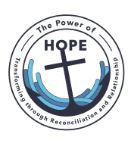 The Power of
HOPE
Transforming through Reconciliation and Relationship